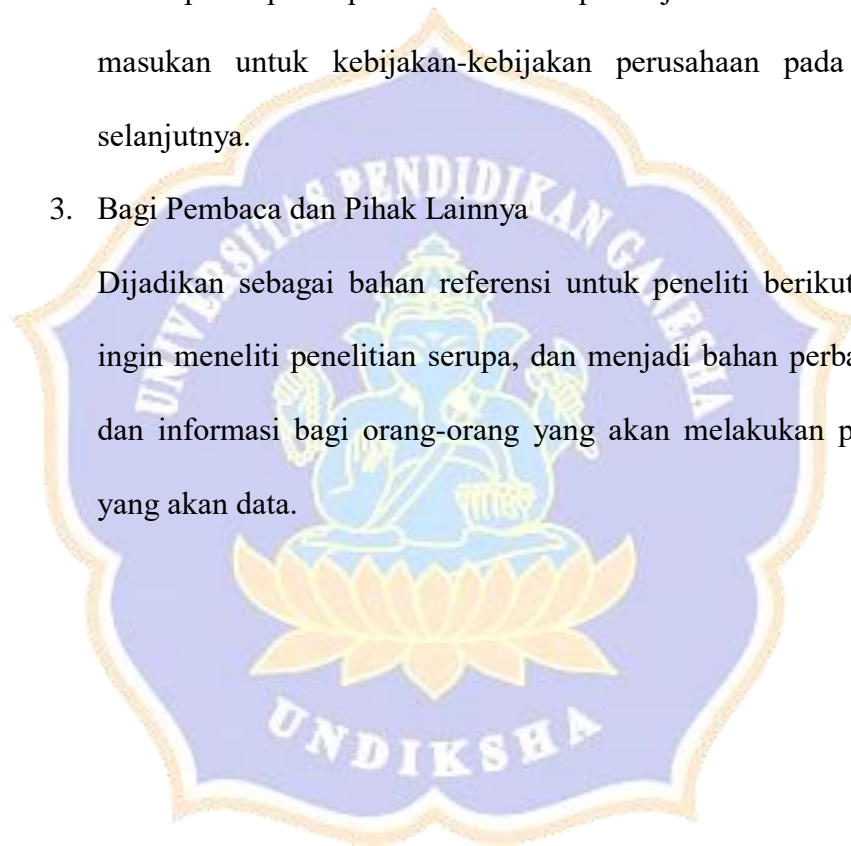 masukan untuk kebijakan-kebijakan perusahaan pada
selanjutnya.
3. Bagi Pembaca dan Pihak Lainnya
Dijadikan sebagai bahan referensi untuk peneliti
ingin meneliti penelitian serupa, dan menjadi bahan
dan informasi bagi orang-orang yang akan melakukan
yang akan data.
UNIVERSITAS PENDIDIKAN GANESHA
UNDIKSHA